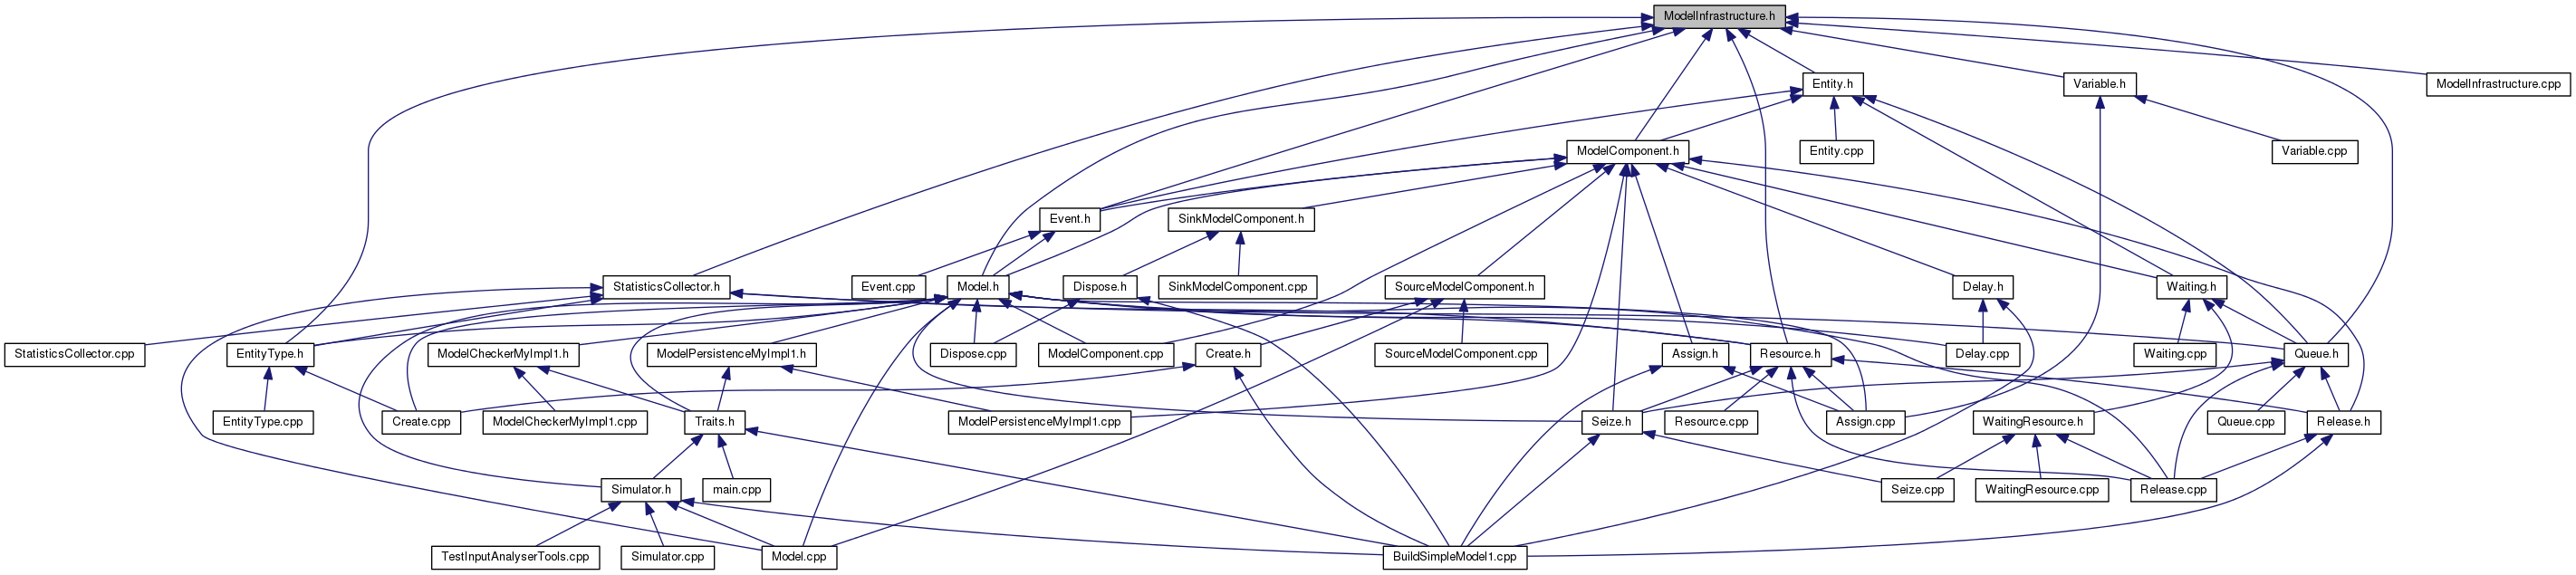 ModelInfrastructure.h
Entity.h
Variable.h
ModelInfrastructure.cpp
ModelComponent.h
Entity.cpp
Variable.cpp
Event.h
SinkModelComponent.h
StatisticsCollector.h
Event.cpp
Model.h
Dispose.h
SinkModelComponent.cpp
SourceModelComponent.h
Delay.h
Waiting.h
StatisticsCollector.cpp
EntityType.h
ModelCheckerMyImpl1.h
ModelPersistenceMyImpl1.h
Dispose.cpp
ModelComponent.cpp
Create.h
SourceModelComponent.cpp
Assign.h
Resource.h
Delay.cpp
Waiting.cpp
Queue.h
EntityType.cpp
Create.cpp
ModelCheckerMyImpl1.cpp
Traits.h
ModelPersistenceMyImpl1.cpp
Seize.h
Resource.cpp
Assign.cpp
WaitingResource.h
Queue.cpp
Release.h
Simulator.h
main.cpp
Seize.cpp
WaitingResource.cpp
Release.cpp
TestInputAnalyserTools.cpp
Simulator.cpp
Model.cpp
BuildSimpleModel1.cpp